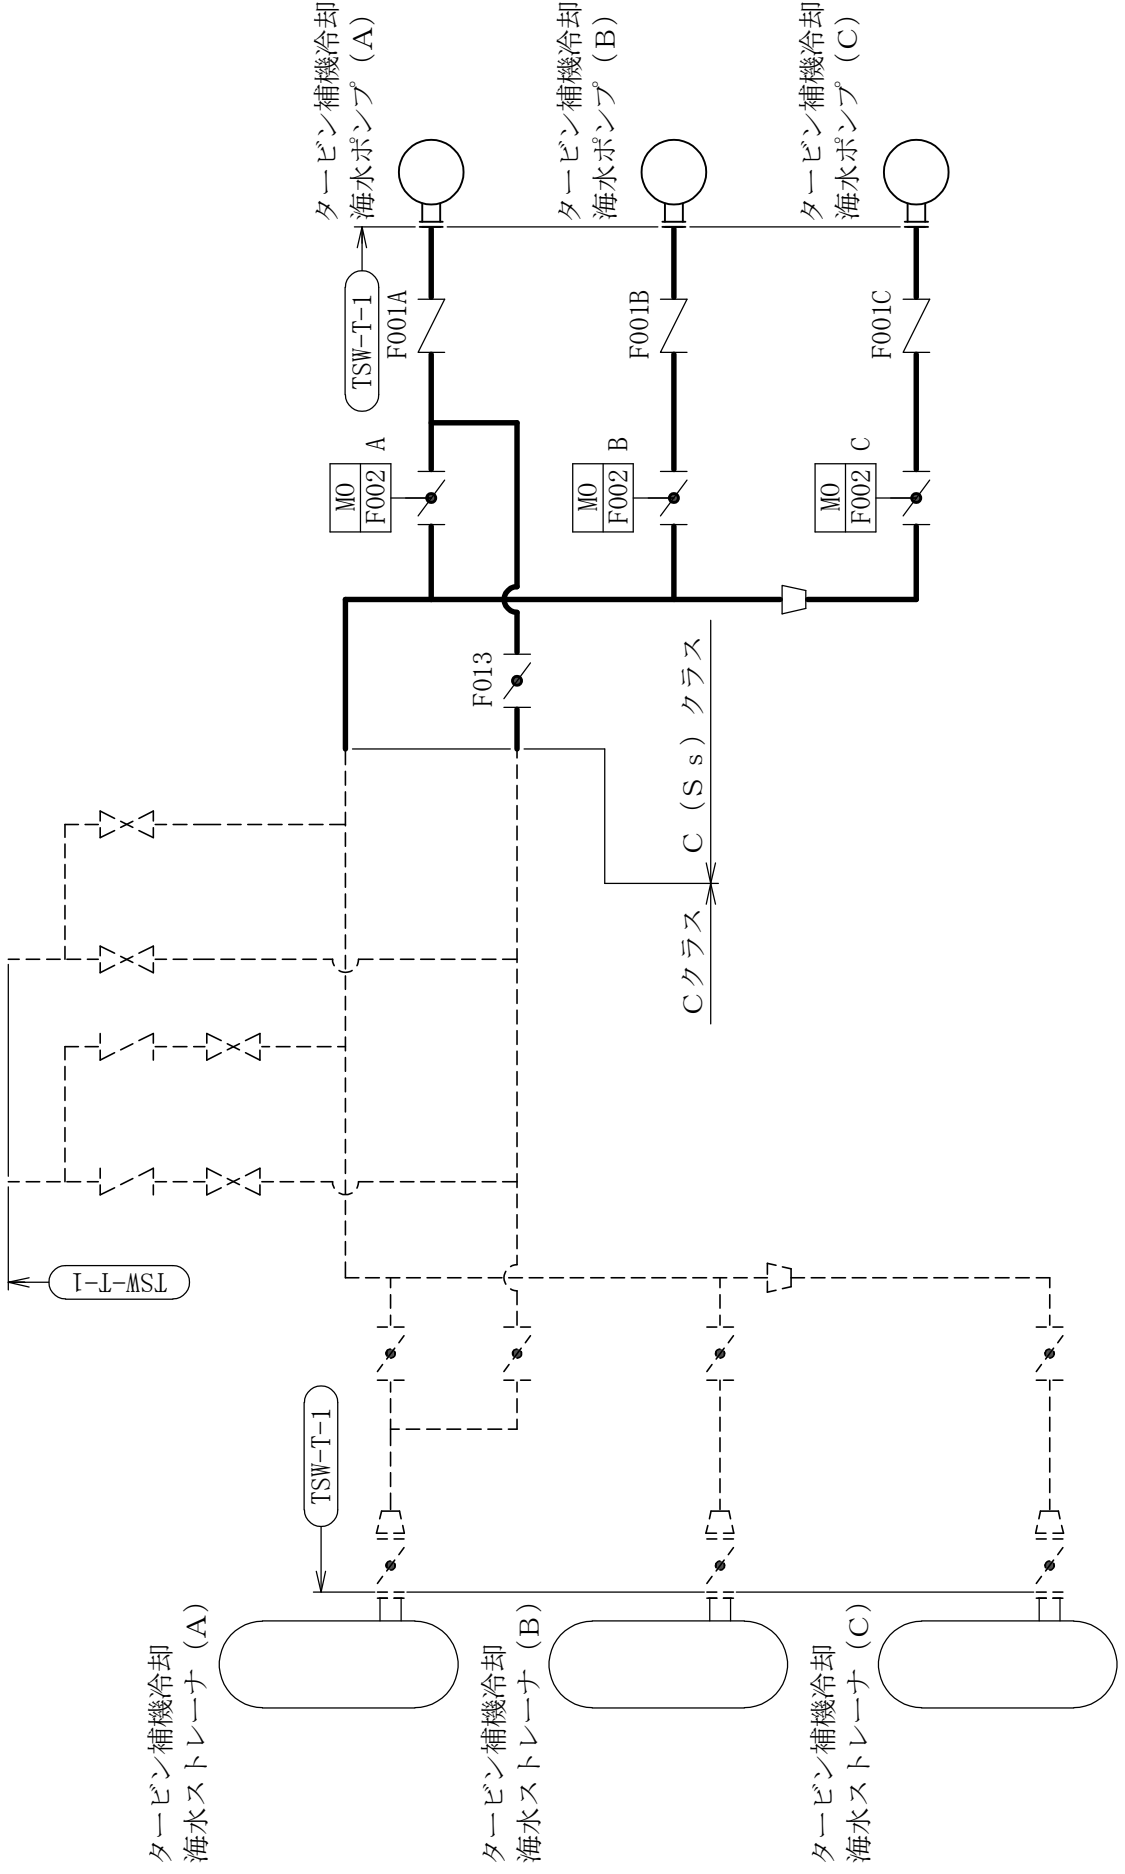 タービン補機冷却
海水ポンプ（A）
タービン補機冷却
海水ポンプ（B）
タービン補機冷却
海水ポンプ（C）
TSW-T-1
F001A
F001B
F001C
MO
F002
A
MO
F002
B
MO
F002
C
F013
C（Ss）クラス
Cクラス
TSW-T-1
TSW-T-1
タービン補機冷却
海水ストレーナ（A）
タービン補機冷却
海水ストレーナ（B）
タービン補機冷却
海水ストレーナ（C）